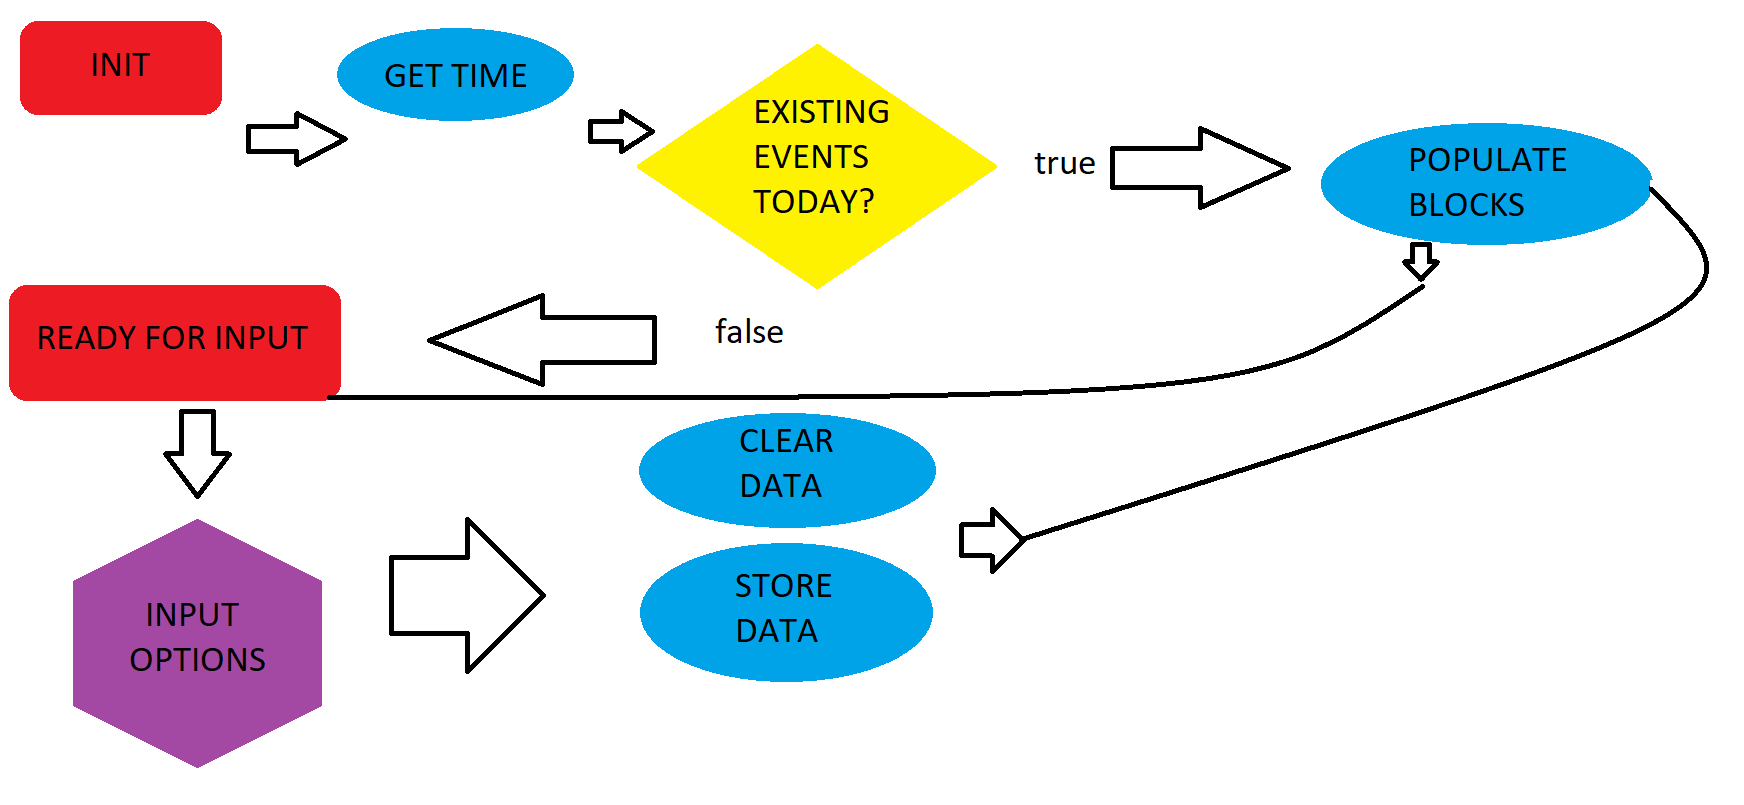 INIT
GET TIME
EXISTING
EVENTS
TODAY?
true
POPULATE
BLOCKS
READY FOR INPUT
false
CLEAR
DATA
INPUT
OPTIONS
STORE
DATA